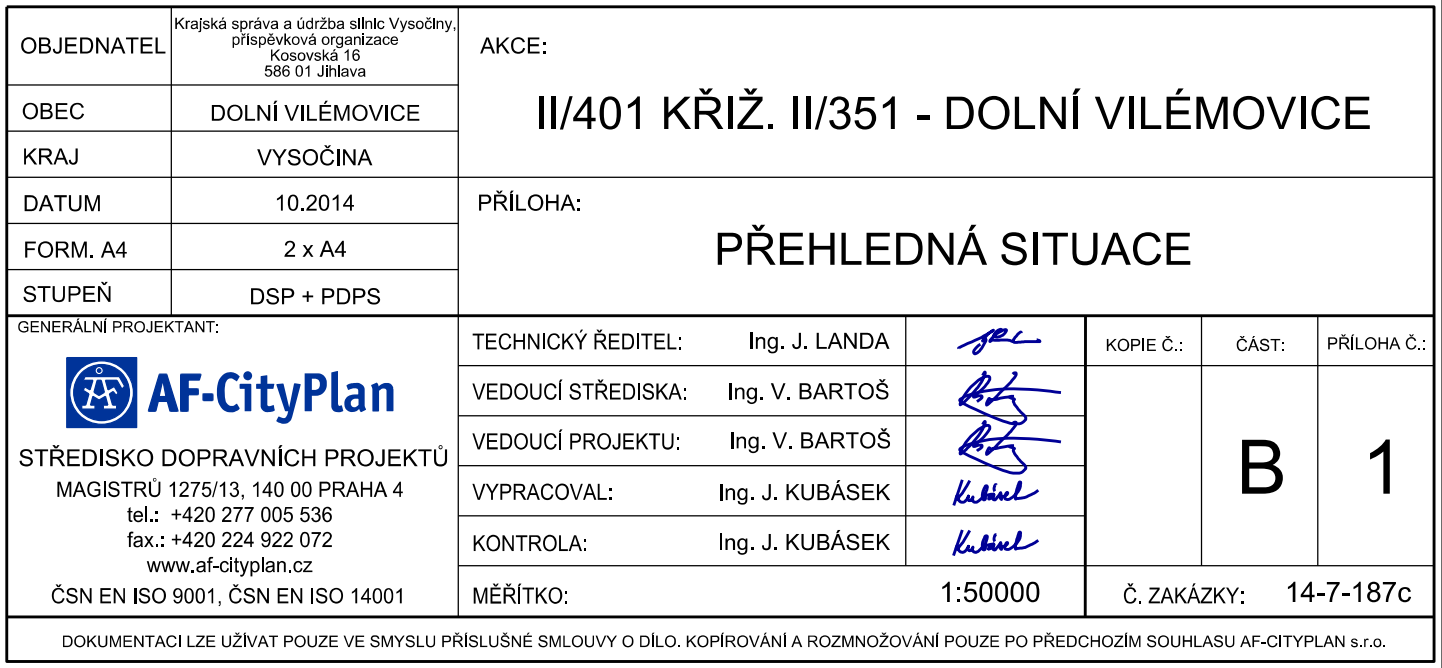 OBJEDNATEL
Krajská správa a údržba silnic Vysočiny,
příspěvková organizace
Kosovská 16
586 01 Jihlava
OBEC
DOLNÍ VILÉMOVICE
KRAJ
VYSOČINA
DATUM
10.2014
FORM. A4
2 x A4
STUPEŇ
DSP + PDPS
AKCE:
II/401 KŘIŽ. II/351 - DOLNÍ VILÉMOVICE
PŘÍLOHA:
PŘEHLEDNÁ SITUACE
GENERÁLNÍ PROJEKTANT:
ÅF AF-CityPlan
STŘEDISKO DOPRAVNÍCH PROJEKTŮ
MAGISTRŮ 1275/13, 140 00 PRAHA 4
tel.: +420 277 005 536
fax.: +420 224 922 072
www.af-cityplan.cz
ČSN EN ISO 9001, ČSN EN ISO 14001
TECHNICKÝ ŘEDITEL: Ing. J. LANDA
VEDOUCÍ STŘEDISKA: Ing. V. BARTOŠ
VEDOUCÍ PROJEKTU: Ing. V. BARTOŠ
VYPRACOVAL: Ing. J. KUBÁSEK Kubásek
KONTROLA: Ing. J. KUBÁSEK Kubásek
MĚŘÍTKO: 1:50000
KOPIE Č.:
ČÁST:
B
PŘÍLOHA Č.:
1
Č. ZAKÁZKY: 14-7-187c
DOKUMENTACI LZE UŽÍVAT POUZE VE SMYSLU PŘÍSLUŠNÉ SMLOUVY O DÍLO. KOPÍROVÁNÍ A ROZMNOŽOVÁNÍ POUZE PO PŘEDCHOZÍM SOUHLASU AF-CITYPLAN s.r.o.